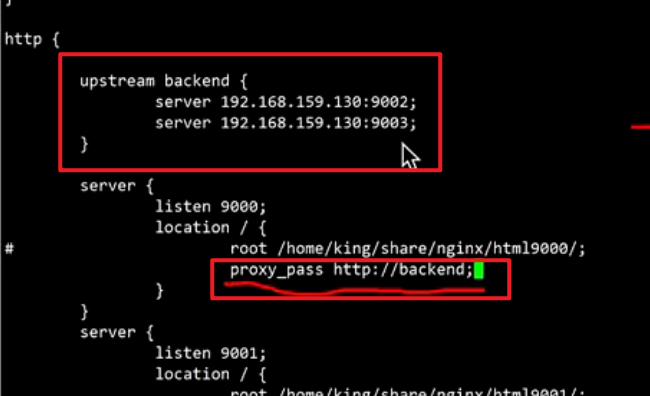 }
http {
upstream backend {
server 192.168.159.130:9002;
server 192.168.159.130:9003;
}
server {
listen 9000;
location / {
# root /home/king/share/nginx/html9000/;
proxy_pass http://backend;
}
}
server {
listen 9001;
location / {
root /home/king/share/nginx/html9001/;